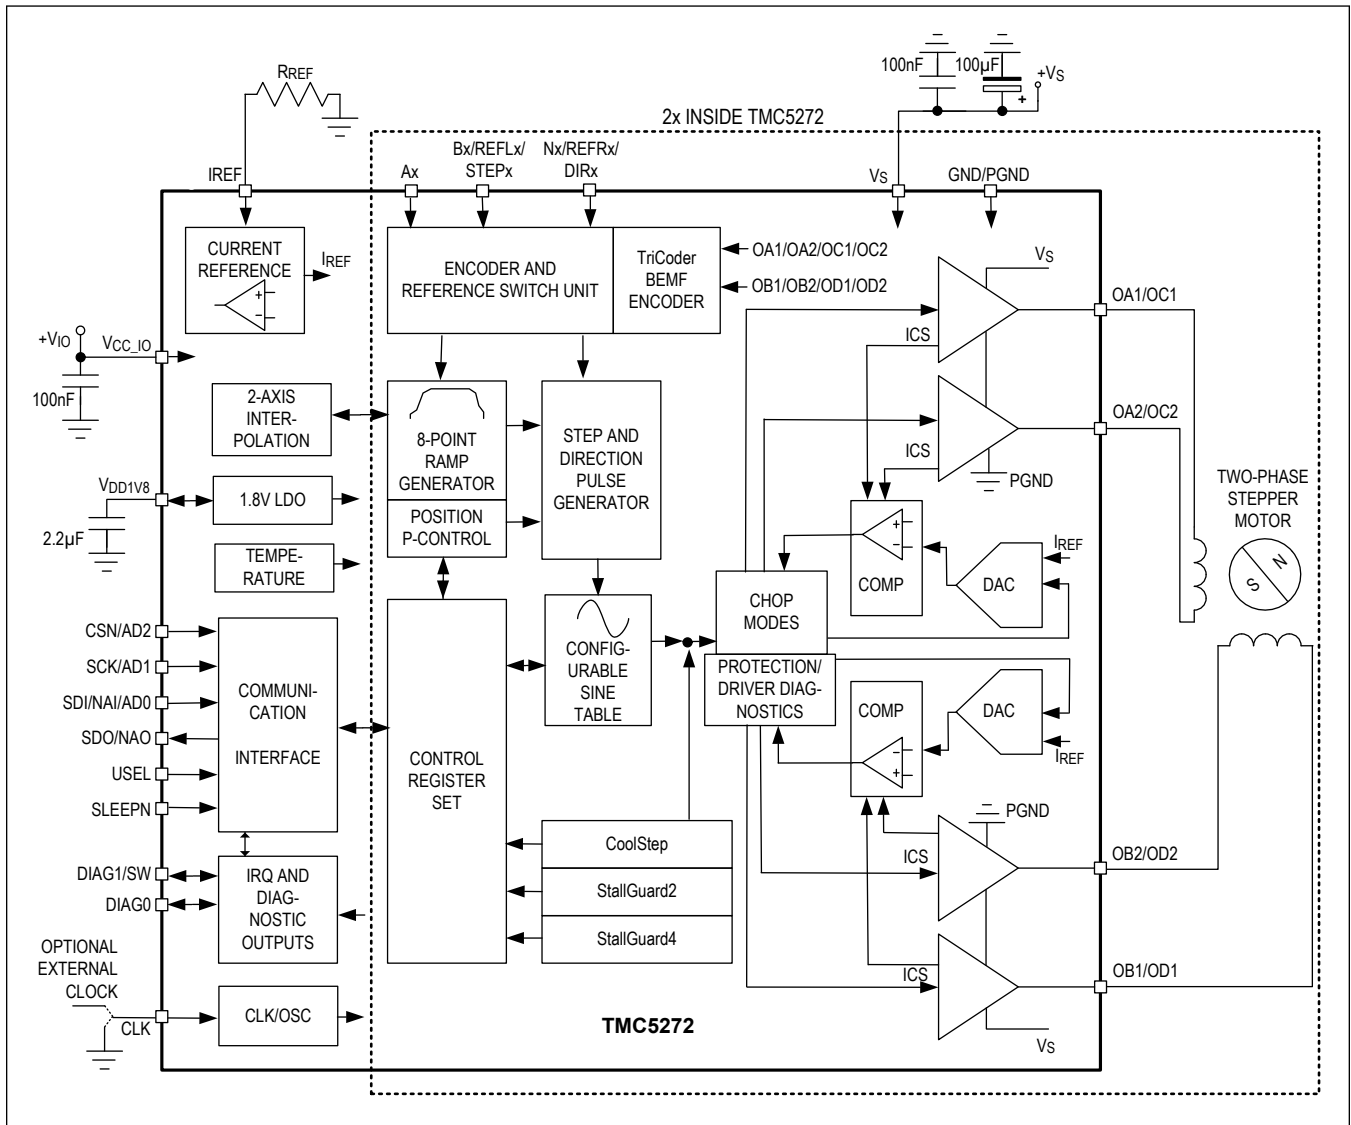 100nF
100µF
+VS
+
RREF
2x INSIDE TMC5272
IREF
Ax
Bx/REFLx/
STEPx
Nx/REFRx/
DIRx
VS
GND/PGND
CURRENT
REFERENCE
+
−
IREF
ENCODER AND
REFERENCE SWITCH UNIT
TriCoder
BEMF
ENCODER
OA1/OA2/OC1/OC2
OB1/OB2/OD1/OD2
VS
OA1/OC1
ICS
+VIO
VCC_IO
100nF
2-AXIS
INTER-
POLATION
8-POINT
RAMP
GENERATOR
POSITION
P-CONTROL
STEP AND
DIRECTION
PULSE
GENERATOR
OA2/OC2
ICS
PGND
VDD1V8
2.2µF
1.8V LDO
TEMPE-
RATURE
+
−
COMP
DAC
IREF
TWO-PHASE
STEPPER
MOTOR
N
S
CHOP
MODES
PROTECTION/
DRIVER DIAG-
NOSTICS
CONFIG-
URABLE
SINE
TABLE
CSN/AD2
SCK/AD1
SDI/NAI/AD0
SDO/NAO
USEL
SLEEPN
COMMUNI-
CATION
INTERFACE
CONTROL
REGISTER
SET
COMP
−
+
DAC
IREF
PGND
CoolStep
StallGuard2
StallGuard4
ICS
OB2/OD2
DIAG1/SW
DIAG0
IRQ AND
DIAG-
NOSTIC
OUTPUTS
ICS
OB1/OD1
OPTIONAL
EXTERNAL
CLOCK
CLK
CLK/OSC
TMC5272
VS